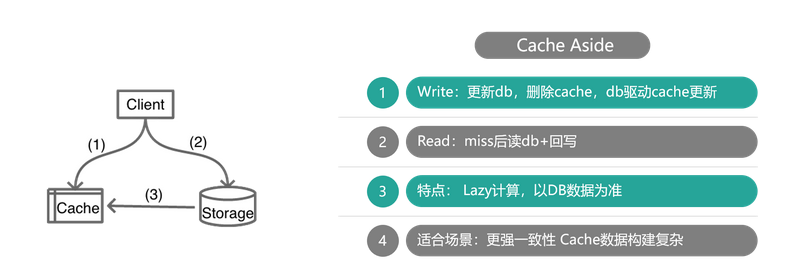 Client
(1)
(2)
Cache
(3)
Storage
Cache Aside
1
Write：更新db，删除cache，db驱动cache更新
2
Read：miss后读db+回写
3
特点： Lazy计算，以DB数据为准
4
适合场景：更强一致性 Cache数据构建复杂